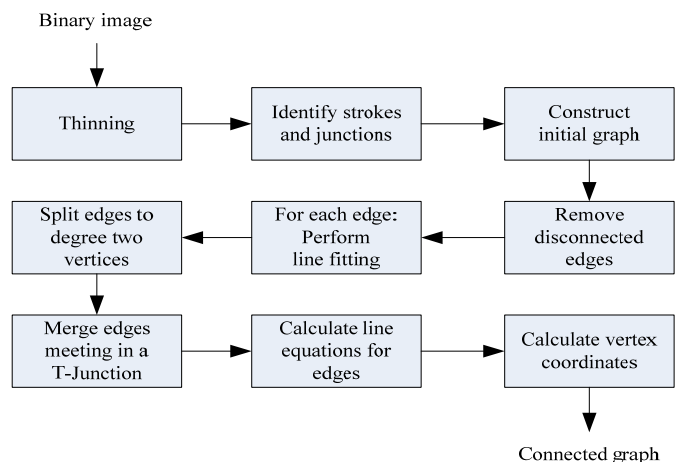 Binary image
Thinning
Identify strokes
and junctions
Construct
initial graph
Remove
disconnected
edges
For each edge:
Perform
line fitting
Split edges to
degree two
vertices
Merge edges
meeting in a
T-Junction
Calculate line
equations for
edges
Calculate vertex
coordinates
Connected graph